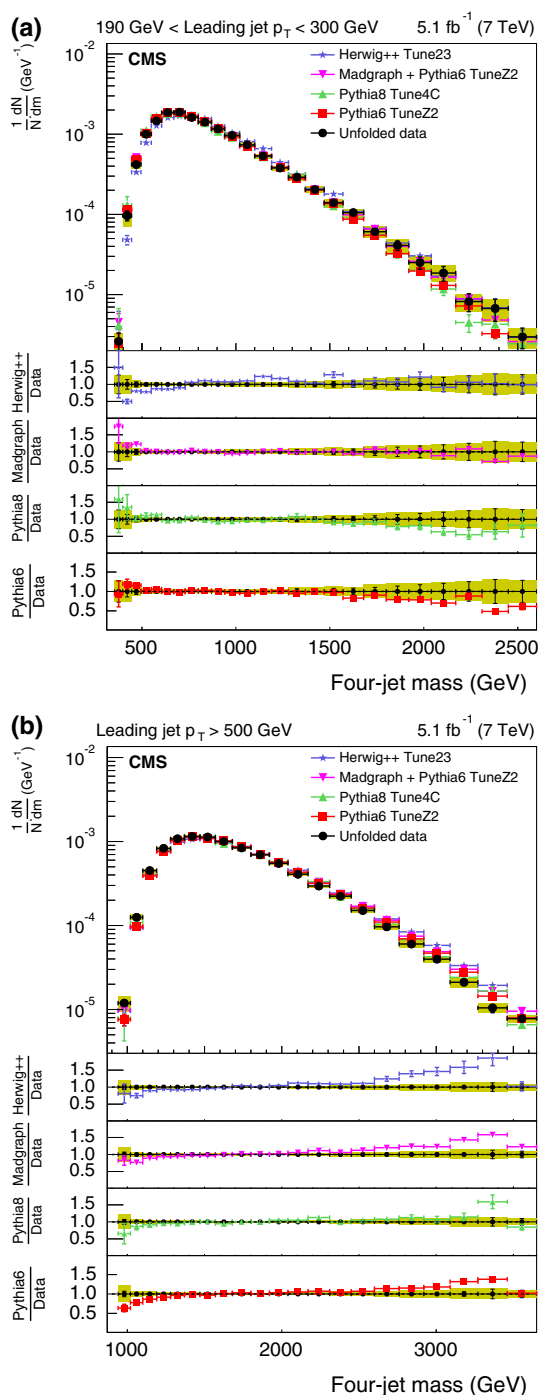 (a)
190 GeV < Leading jet p_T < 300 GeV 5.1 fb^-1 (7 TeV)
CMS
Herwig++ Tune23
Madgraph + Pythia6 TuneZ2
Pythia8 Tune4C
Pythia6 TuneZ2
Unfolded data
1/N dN/dm (GeV^-1)
10^-2
10^-3
10^-4
10^-5
Herwig++
Data
1.5
1.0
0.5
Madgraph
Data
1.5
1.0
0.5
Pythia8
Data
1.5
1.0
0.5
Pythia6
Data
1.5
1.0
0.5
500 1000 1500 2000 2500
Four-jet mass (GeV)
(b)
Leading jet p_T > 500 GeV 5.1 fb^-1 (7 TeV)
CMS
Herwig++ Tune23
Madgraph + Pythia6 TuneZ2
Pythia8 Tune4C
Pythia6 TuneZ2
Unfolded data
1/N dN/dm (GeV^-1)
10^-2
10^-3
10^-4
10^-5
Herwig++
Data
1.5
1.0
0.5
Madgraph
Data
1.5
1.0
0.5
Pythia8
Data
1.5
1.0
0.5
Pythia6
Data
1.5
1.0
0.5
1000 2000 3000
Four-jet mass (GeV)